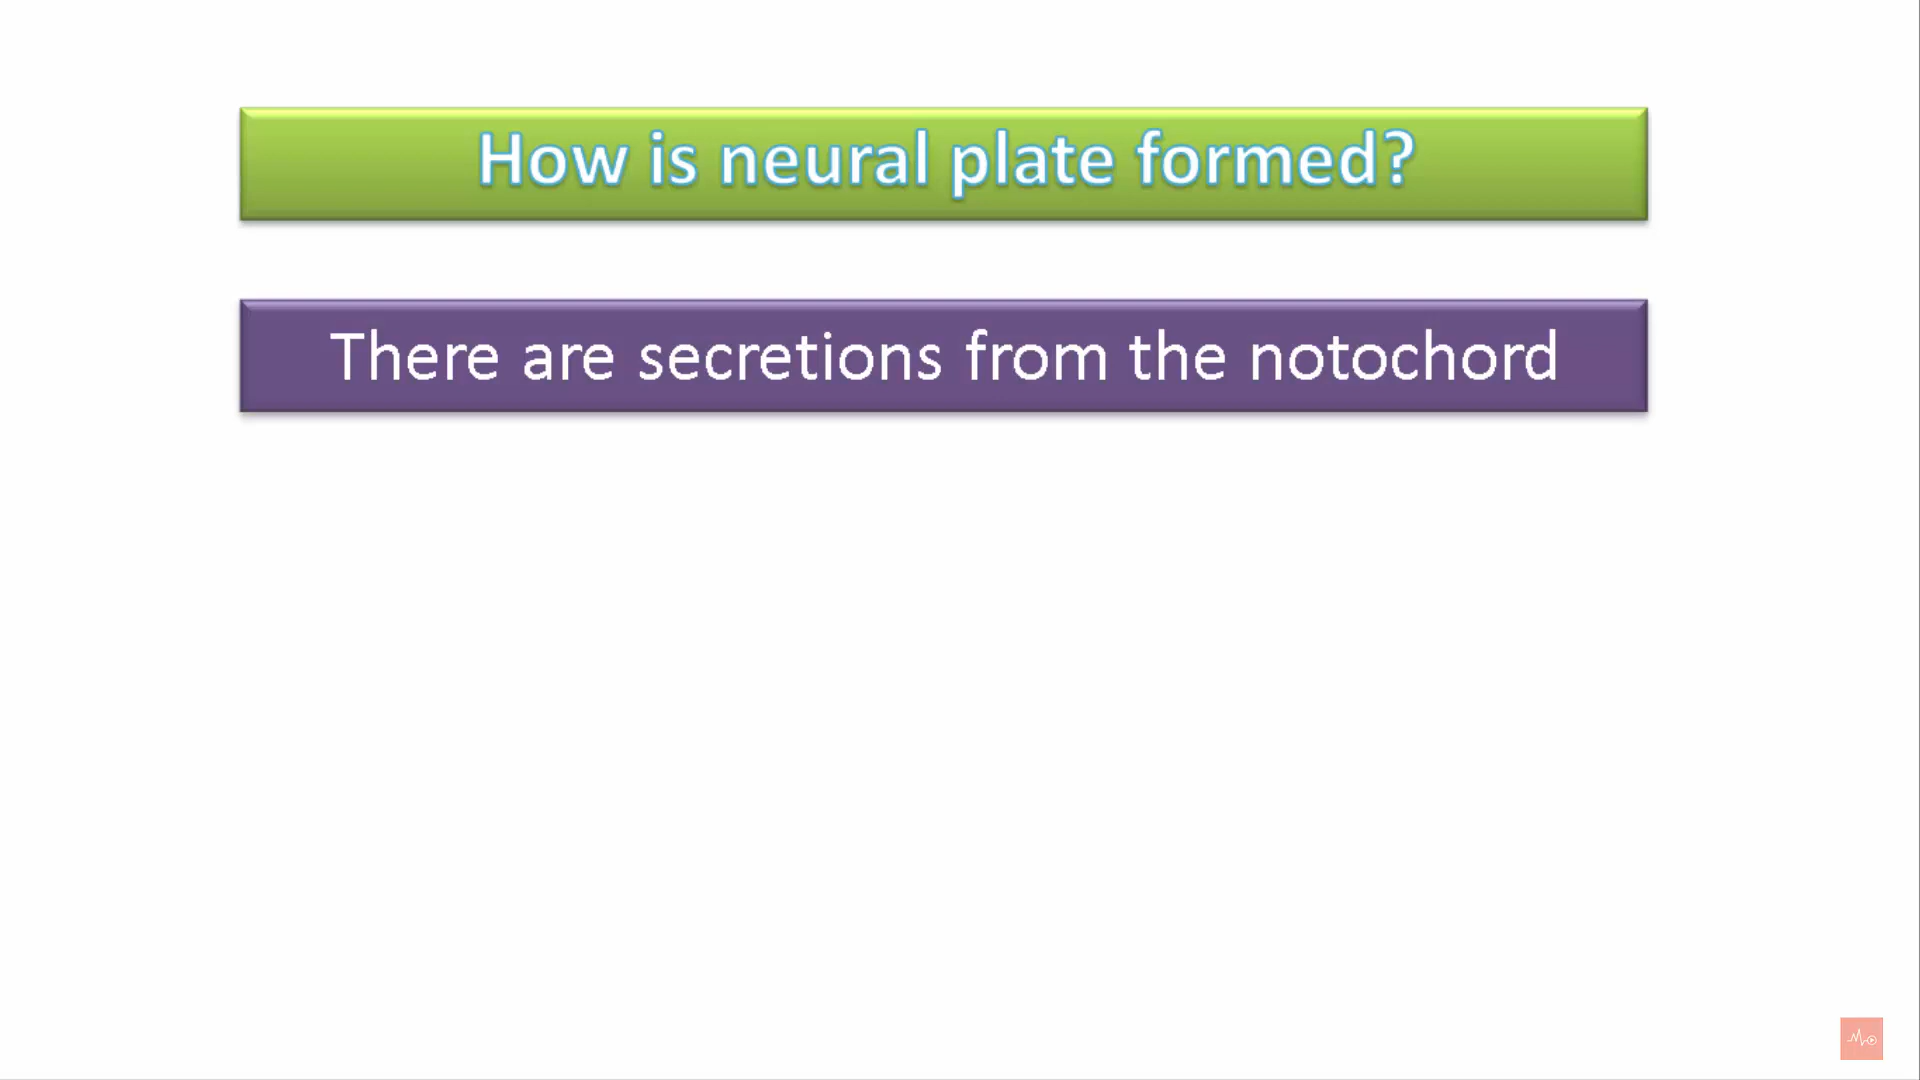 How is neural plate formed?
There are secretions from the notochord